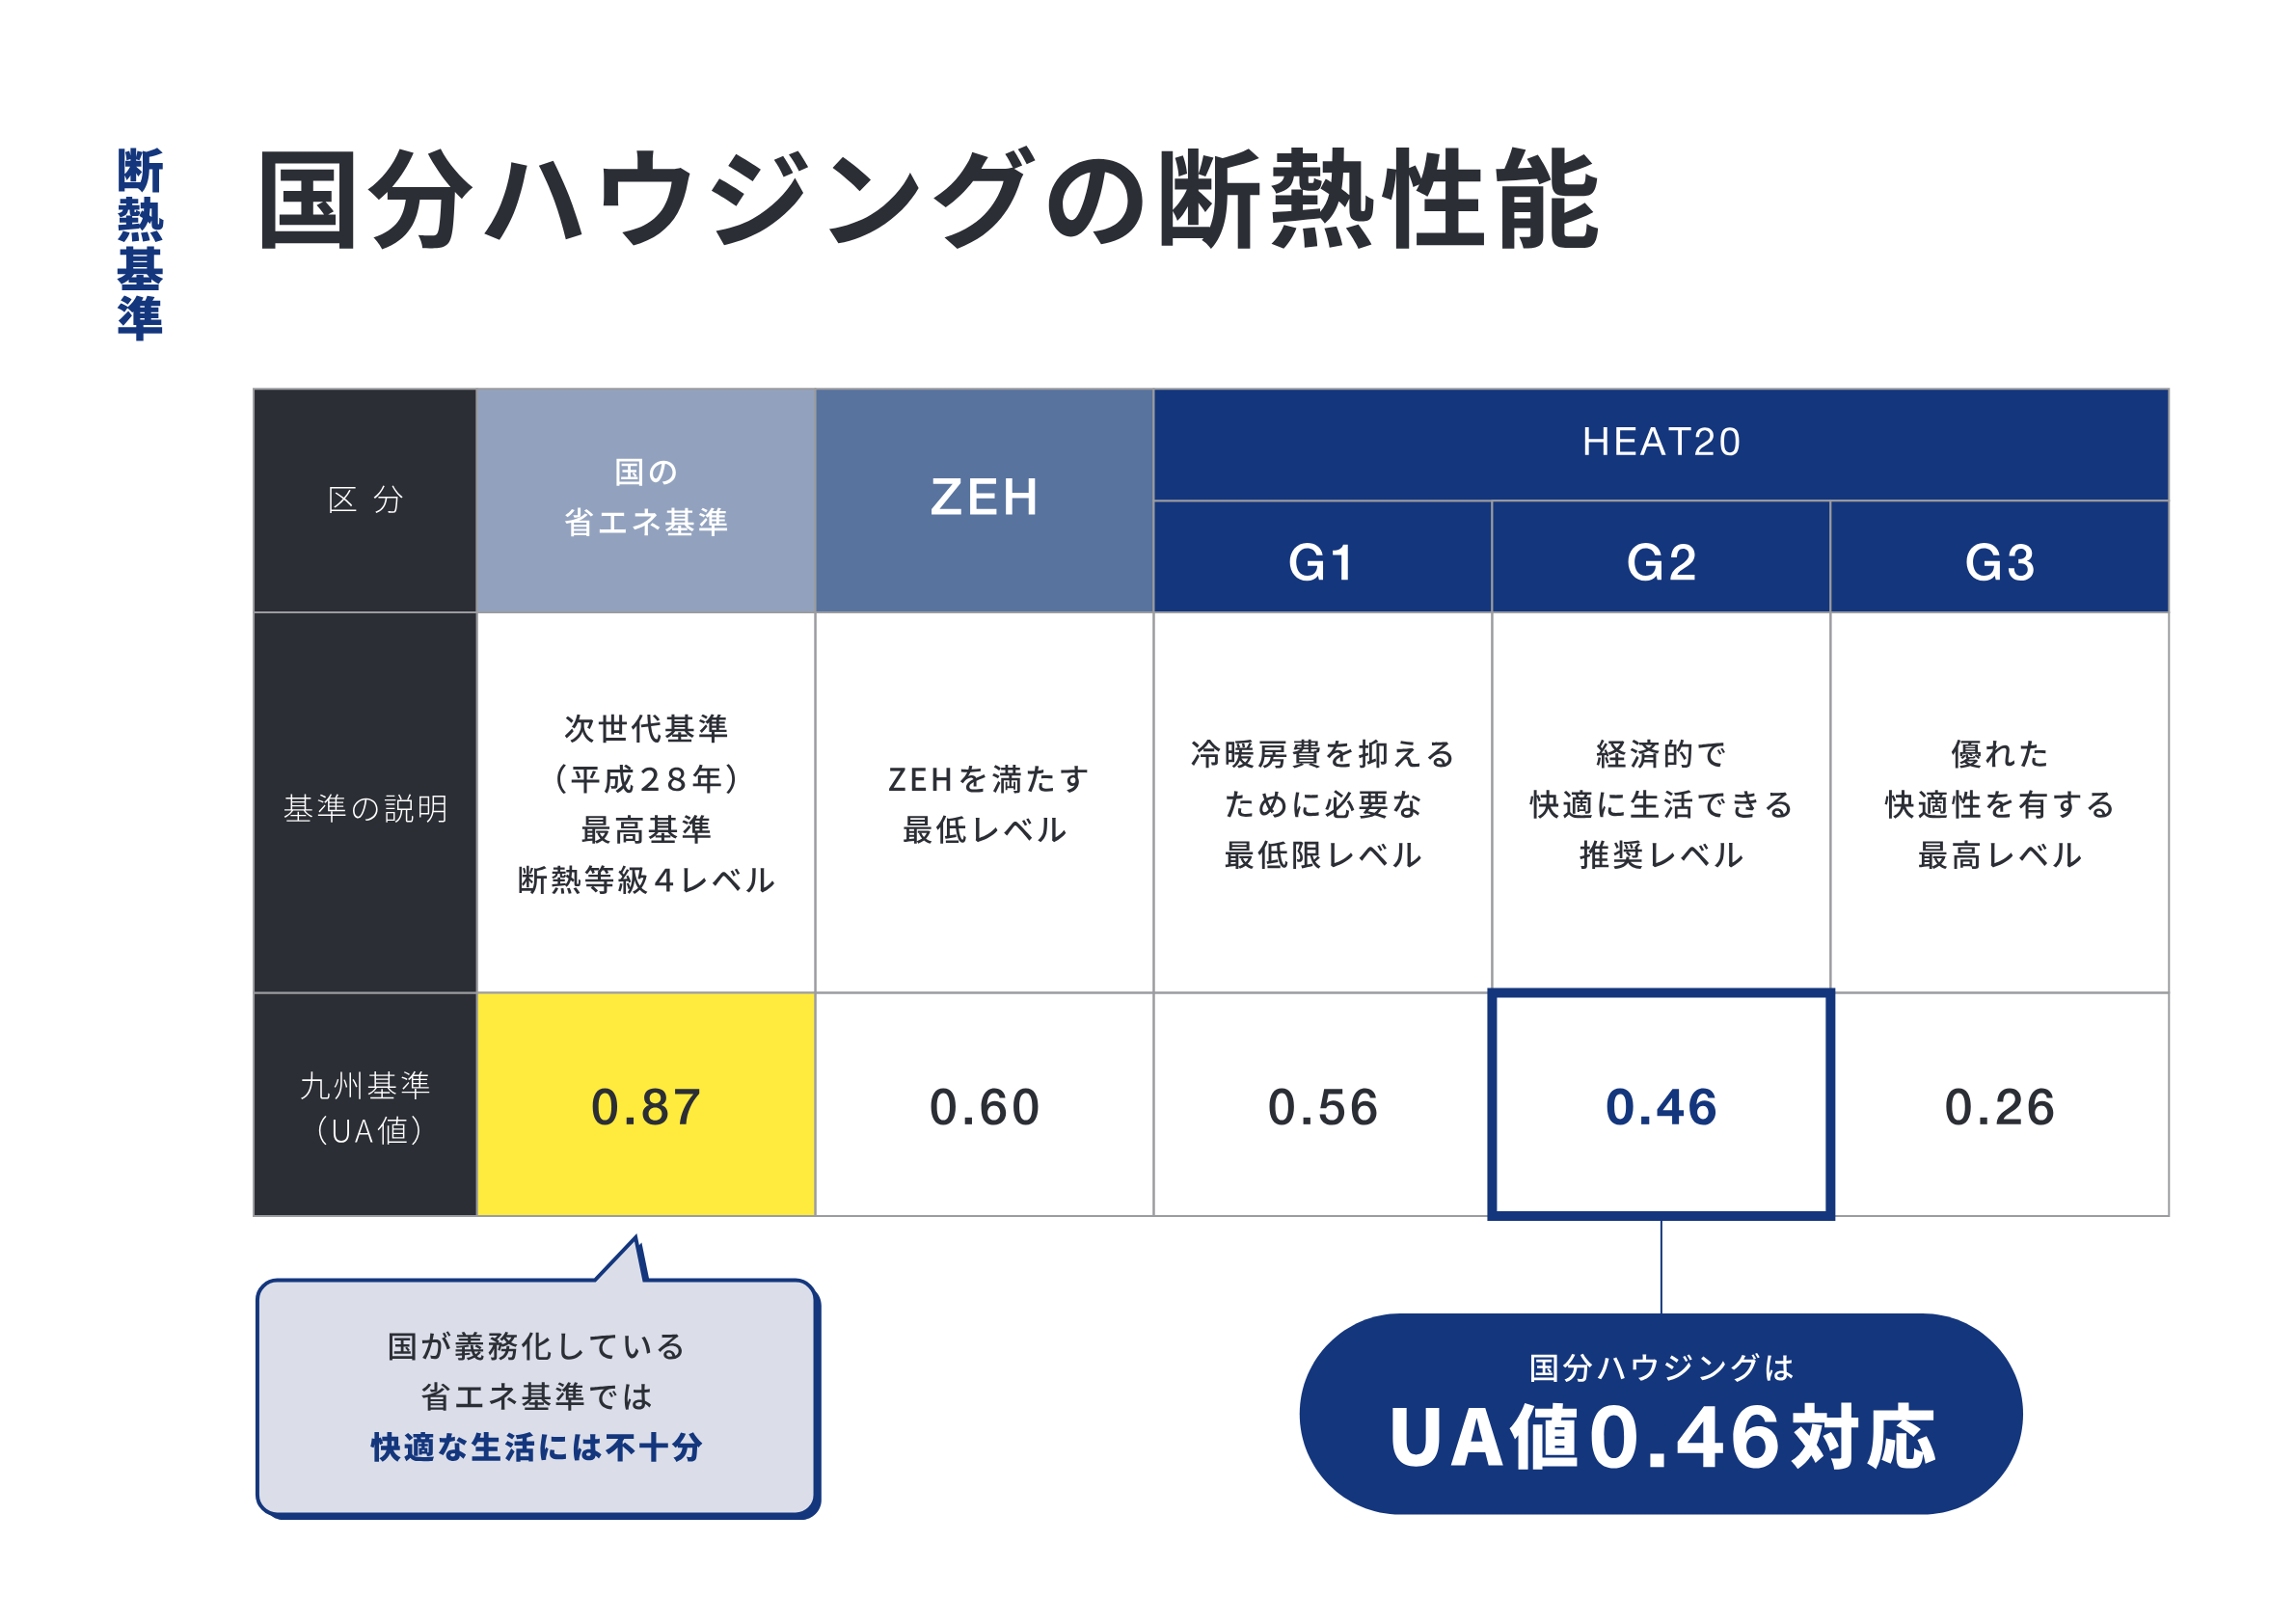 断熱基準
国分ハウジングの断熱性能
区 分
国の
省エネ基準
ZEH
HEAT20
G1
G2
G3
基準の説明
次世代基準
（平成28年）
最高基準
断熱等級4レベル
ZEHを満たす
最低レベル
冷暖房費を抑える
ために必要な
最低限レベル
経済的で
快適に生活できる
推奨レベル
優れた
快適性を有する
最高レベル
九州基準
（UA値）
0.87
0.60
0.56
0.46
0.26
国が義務化している
省エネ基準では
快適な生活には不十分
国分ハウジングは
UA値0.46対応